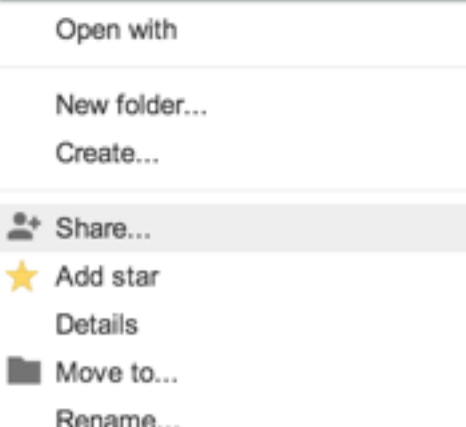 Open with
New folder...
Create...
Share...
Add star
Details
Move to...
Rename...